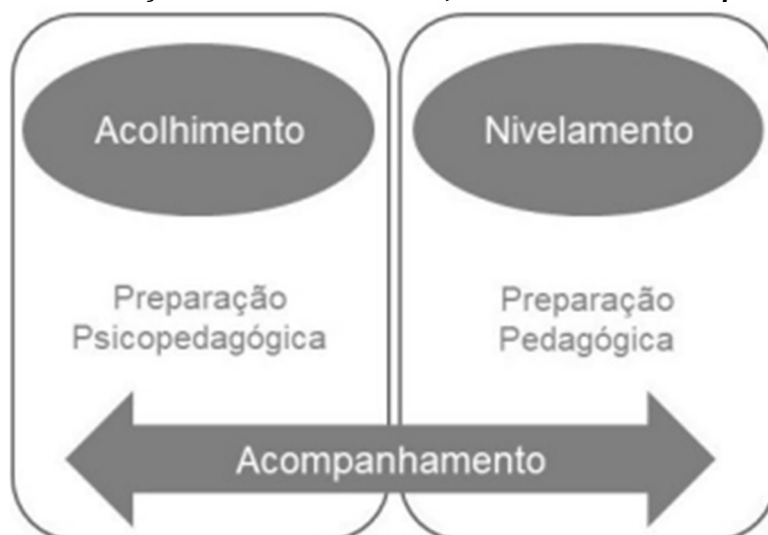 Acolhimento
Nivelamento
Preparação
Psicopedagógica
Preparação
Pedagógica
Acompanhamento